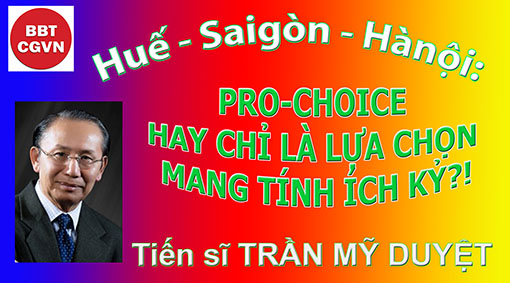 BBT
CGVN
Huế - Saigòn - Hànội:
PRO-CHOICE
HAY CHỈ LÀ LỰA CHỌN
MANG TÍNH ÍCH KỶ?!
Tiến sĩ TRẦN MỸ DUYỆT